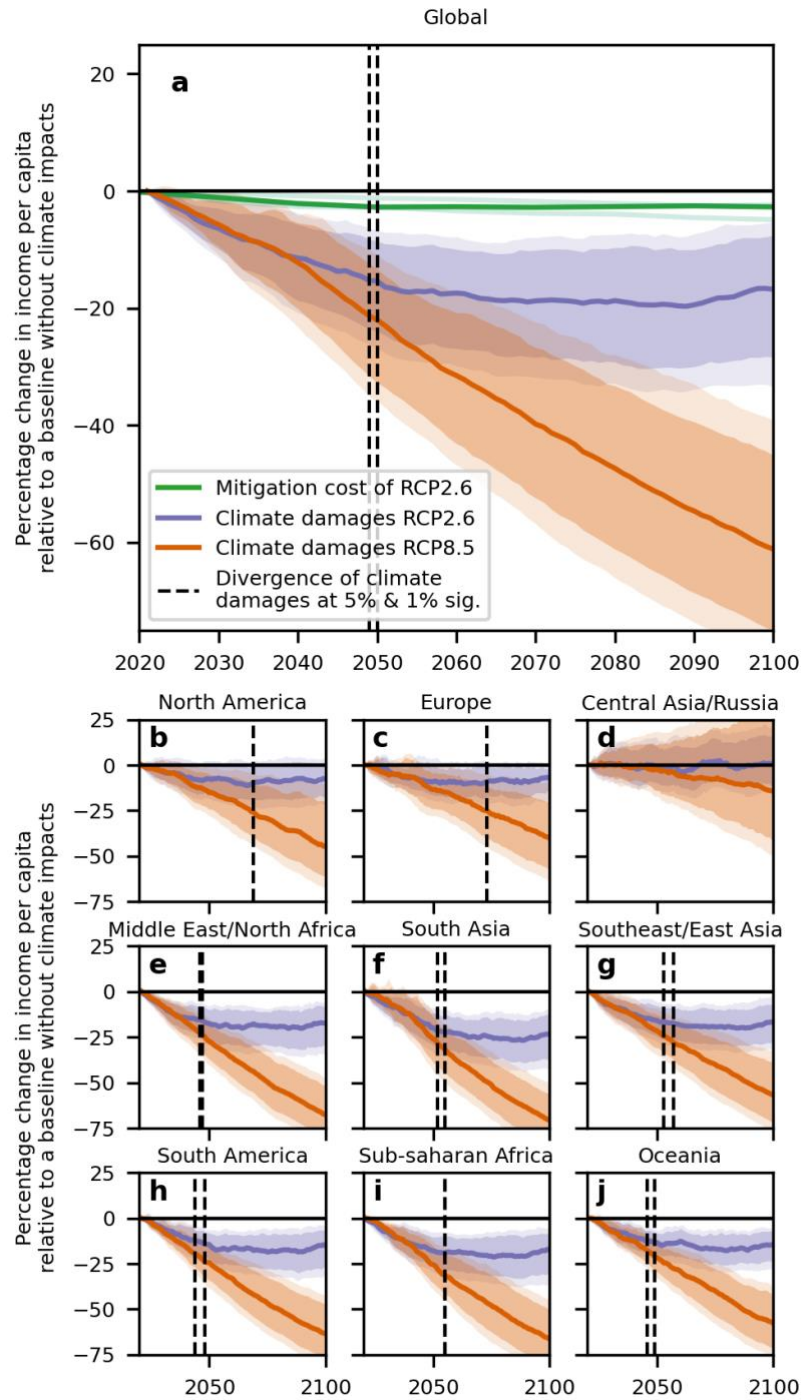 Global
a
20
0
−20
−40
−60
Percentage change in income per capita
relative to a baseline without climate impacts
Mitigation cost of RCP2.6
Climate damages RCP2.6
Climate damages RCP8.5
Divergence of climate
damages at 5% & 1% sig.
2020 2030 2040 2050 2060 2070 2080 2090 2100
North America Europe Central Asia/Russia
b c d
25
0
−25
−50
−75
Percentage change in income per capita
relative to a baseline without climate impacts
Middle East/North Africa South Asia Southeast/East Asia
e f g
25
0
−25
−50
−75
South America Sub-saharan Africa Oceania
h i j
25
0
−25
−50
−75
2050 2100 2050 2100 2050 2100